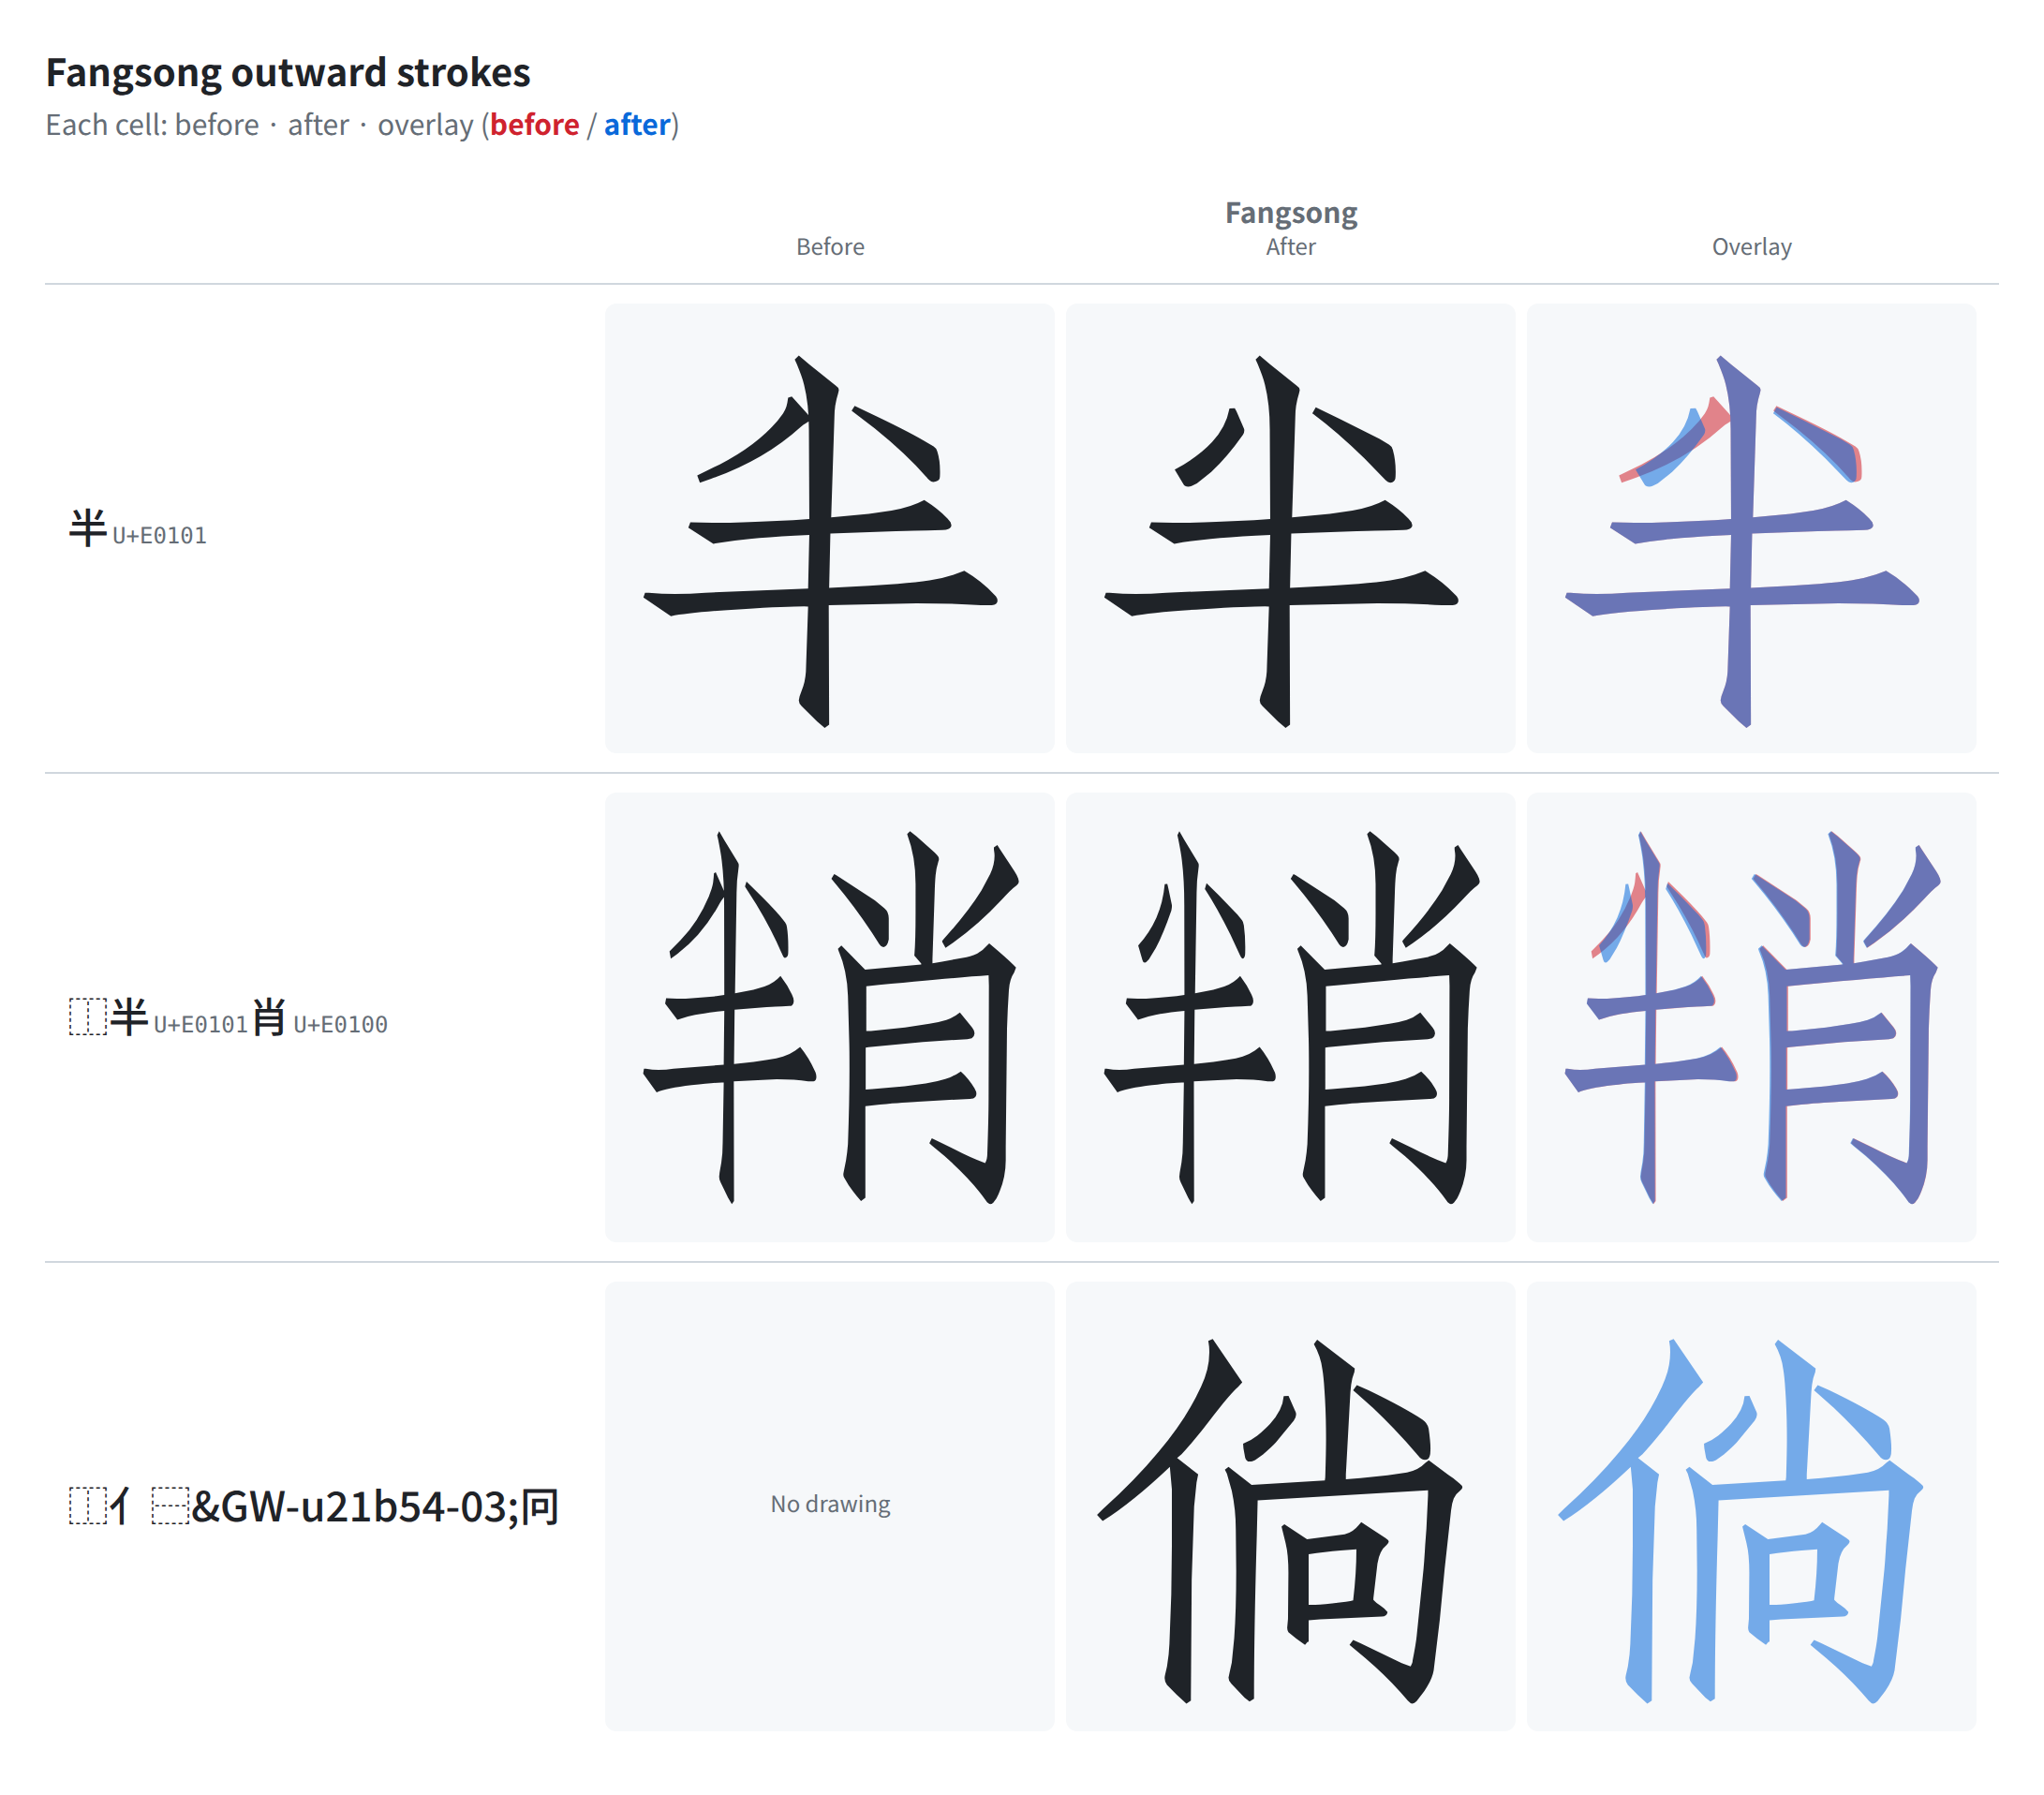 Fangsong outward strokes
Each cell: before · after · overlay (before / after)
Fangsong
Before After Overlay
半 U+E0101
⿰半 U+E0101 肖 U+E0100
⿰亻⿱&GW-u21b54-03;冋
No drawing